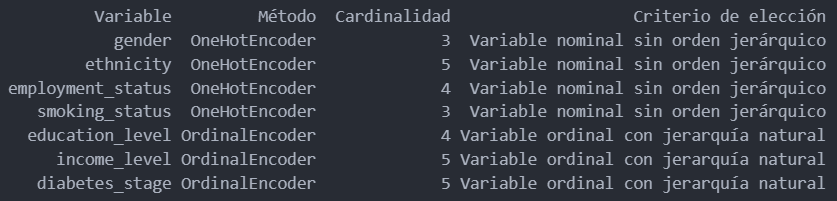 Variable Método Cardinalidad Criterio de elección
gender OneHotEncoder 3 Variable nominal sin orden jerárquico
ethnicity OneHotEncoder 5 Variable nominal sin orden jerárquico
employment_status OneHotEncoder 4 Variable nominal sin orden jerárquico
smoking_status OneHotEncoder 3 Variable nominal sin orden jerárquico
education_level OrdinalEncoder 4 Variable ordinal con jerarquía natural
income_level OrdinalEncoder 5 Variable ordinal con jerarquía natural
diabetes_stage OrdinalEncoder 5 Variable ordinal con jerarquía natural